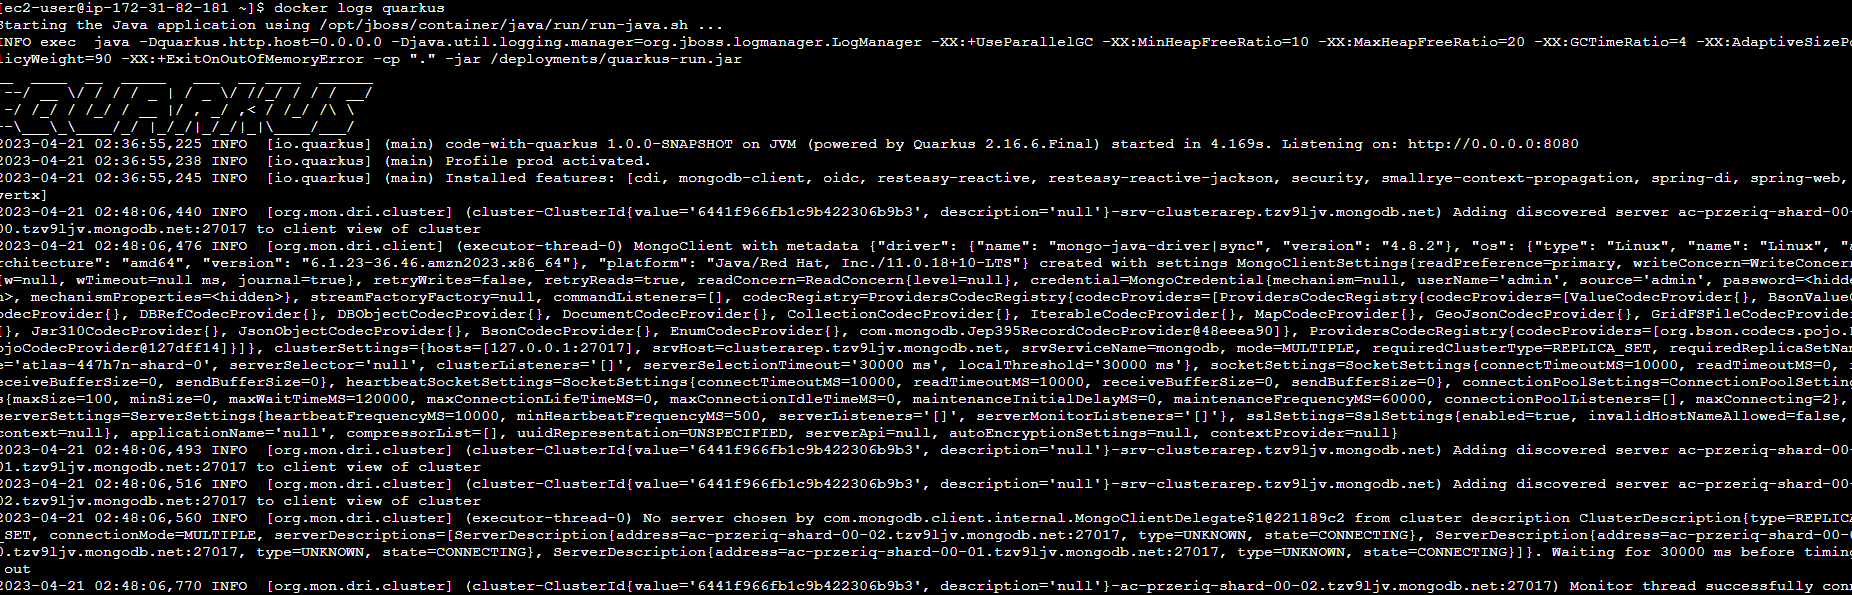 [ec2-user@ip-172-31-82-181 ~]$ docker logs quarkus
Starting the Java application using /opt/jboss/container/java/run/run-java.sh ...
INFO exec  java -Dquarkus.http.host=0.0.0.0 -Djava.util.logging.manager=org.jboss.logmanager.LogManager -XX:+UseParallelGC -XX:MinHeapFreeRatio=10 -XX:MaxHeapFreeRatio=20 -XX:GCTimeRatio=4 -XX:AdaptiveSizePo
licyWeight=90 -XX:+ExitOnOutOfMemoryError -cp "." -jar /deployments/quarkus-run.jar
__  ____  __  _____   ___  __ ____  ______
--/ __ \/ / / / _ | / _ \/ //_/ / / / __/
-/ /_/ / /_/ / __ |/ , _/ ,< / /_/ /\ \
--\___\_\____/_/ |_/_/|_/_/|_|\____/___/
2023-04-21 02:36:55,225 INFO  [io.quarkus] (main) code-with-quarkus 1.0.0-SNAPSHOT on JVM (powered by Quarkus 2.16.6.Final) started in 4.169s. Listening on: http://0.0.0.0:8080
2023-04-21 02:36:55,238 INFO  [io.quarkus] (main) Profile prod activated.
2023-04-21 02:36:55,245 INFO  [io.quarkus] (main) Installed features: [cdi, mongodb-client, oidc, resteasy-reactive, resteasy-reactive-jackson, security, smallrye-context-propagation, spring-di, spring-web,
vertx]
2023-04-21 02:48:06,440 INFO  [org.mon.dri.cluster] (cluster-ClusterId{value='6441f966fb1c9b422306b9b3', description='null'}-srv-clusterarep.tzv9ljv.mongodb.net) Adding discovered server ac-przeriq-shard-00-
00.tzv9ljv.mongodb.net:27017 to client view of cluster
2023-04-21 02:48:06,476 INFO  [org.mon.dri.client] (executor-thread-0) MongoClient with metadata {"driver": {"name": "mongo-java-driver|sync", "version": "4.8.2"}, "os": {"type": "Linux", "name": "Linux", "a
rchitecture": "amd64", "version": "6.1.23-36.46.amzn2023.x86_64"}, "platform": "Java/Red Hat, Inc./11.0.18+10-LTS"} created with settings MongoClientSettings{readPreference=primary, writeConcern=WriteConcern
{w=null, wTimeout=null ms, journal=true}, retryWrites=false, retryReads=true, readConcern=ReadConcern{level=null}, credential=MongoCredential{mechanism=null, userName='admin', source='admin', password=<hidde
n>, mechanismProperties=<hidden>}, streamFactoryFactory=null, commandListeners=[], codecRegistry=ProvidersCodecRegistry{codecProviders=[ProvidersCodecRegistry{codecProviders=[ValueCodecProvider{}, BsonValueC
odecProvider{}, DBRefCodecProvider{}, DBObjectCodecProvider{}, DocumentCodecProvider{}, CollectionCodecProvider{}, IterableCodecProvider{}, MapCodecProvider{}, GeoJsonCodecProvider{}, GridFSFileCodecProvider
{}, Jsr310CodecProvider{}, JsonObjectCodecProvider{}, BsonCodecProvider{}, EnumCodecProvider{}, com.mongodb.Jep395RecordCodecProvider@48eeea90]}, ProvidersCodecRegistry{codecProviders=[org.bson.codecs.pojo.P
ojoCodecProvider@127dff14]}]}, clusterSettings={hosts=[127.0.0.1:27017], srvHost=clusterarep.tzv9ljv.mongodb.net, srvServiceName=mongodb, mode=MULTIPLE, requiredClusterType=REPLICA_SET, requiredReplicaSetNam
e='atlas-447h7n-shard-0', serverSelector='null', clusterListeners='[]', serverSelectionTimeout='30000 ms', localThreshold='30000 ms'}, socketSettings=SocketSettings{connectTimeoutMS=10000, readTimeoutMS=0, r
eceiveBufferSize=0, sendBufferSize=0}, heartbeatSocketSettings=SocketSettings{connectTimeoutMS=10000, readTimeoutMS=10000, receiveBufferSize=0, sendBufferSize=0}, connectionPoolSettings=ConnectionPoolSetting
s{maxSize=100, minSize=0, maxWaitTimeMS=120000, maxConnectionLifeTimeMS=0, maxConnectionIdleTimeMS=0, maintenanceInitialDelayMS=0, maintenanceFrequencyMS=60000, connectionPoolListeners=[], maxConnecting=2},
serverSettings=ServerSettings{heartbeatFrequencyMS=10000, minHeartbeatFrequencyMS=500, serverListeners='[]', serverMonitorListeners='[]'}, sslSettings=SslSettings{enabled=true, invalidHostNameAllowed=false,
context=null}, applicationName='null', compressorList=[], uuidRepresentation=UNSPECIFIED, serverApi=null, autoEncryptionSettings=null, contextProvider=null}
2023-04-21 02:48:06,493 INFO  [org.mon.dri.cluster] (cluster-ClusterId{value='6441f966fb1c9b422306b9b3', description='null'}-srv-clusterarep.tzv9ljv.mongodb.net) Adding discovered server ac-przeriq-shard-00-
01.tzv9ljv.mongodb.net:27017 to client view of cluster
2023-04-21 02:48:06,516 INFO  [org.mon.dri.cluster] (cluster-ClusterId{value='6441f966fb1c9b422306b9b3', description='null'}-srv-clusterarep.tzv9ljv.mongodb.net) Adding discovered server ac-przeriq-shard-00-
02.tzv9ljv.mongodb.net:27017 to client view of cluster
2023-04-21 02:48:06,560 INFO  [org.mon.dri.cluster] (executor-thread-0) No server chosen by com.mongodb.client.internal.MongoClientDelegate$1@221189c2 from cluster description ClusterDescription{type=REPLICA
_SET, connectionMode=MULTIPLE, serverDescriptions=[ServerDescription{address=ac-przeriq-shard-00-02.tzv9ljv.mongodb.net:27017, type=UNKNOWN, state=CONNECTING}, ServerDescription{address=ac-przeriq-shard-00-0
0.tzv9ljv.mongodb.net:27017, type=UNKNOWN, state=CONNECTING}, ServerDescription{address=ac-przeriq-shard-00-01.tzv9ljv.mongodb.net:27017, type=UNKNOWN, state=CONNECTING}]}. Waiting for 30000 ms before timing
out
2023-04-21 02:48:06,770 INFO  [org.mon.dri.cluster] (cluster-ClusterId{value='6441f966fb1c9b422306b9b3', description='null'}-ac-przeriq-shard-00-02.tzv9ljv.mongodb.net:27017) Monitor thread successfully conn